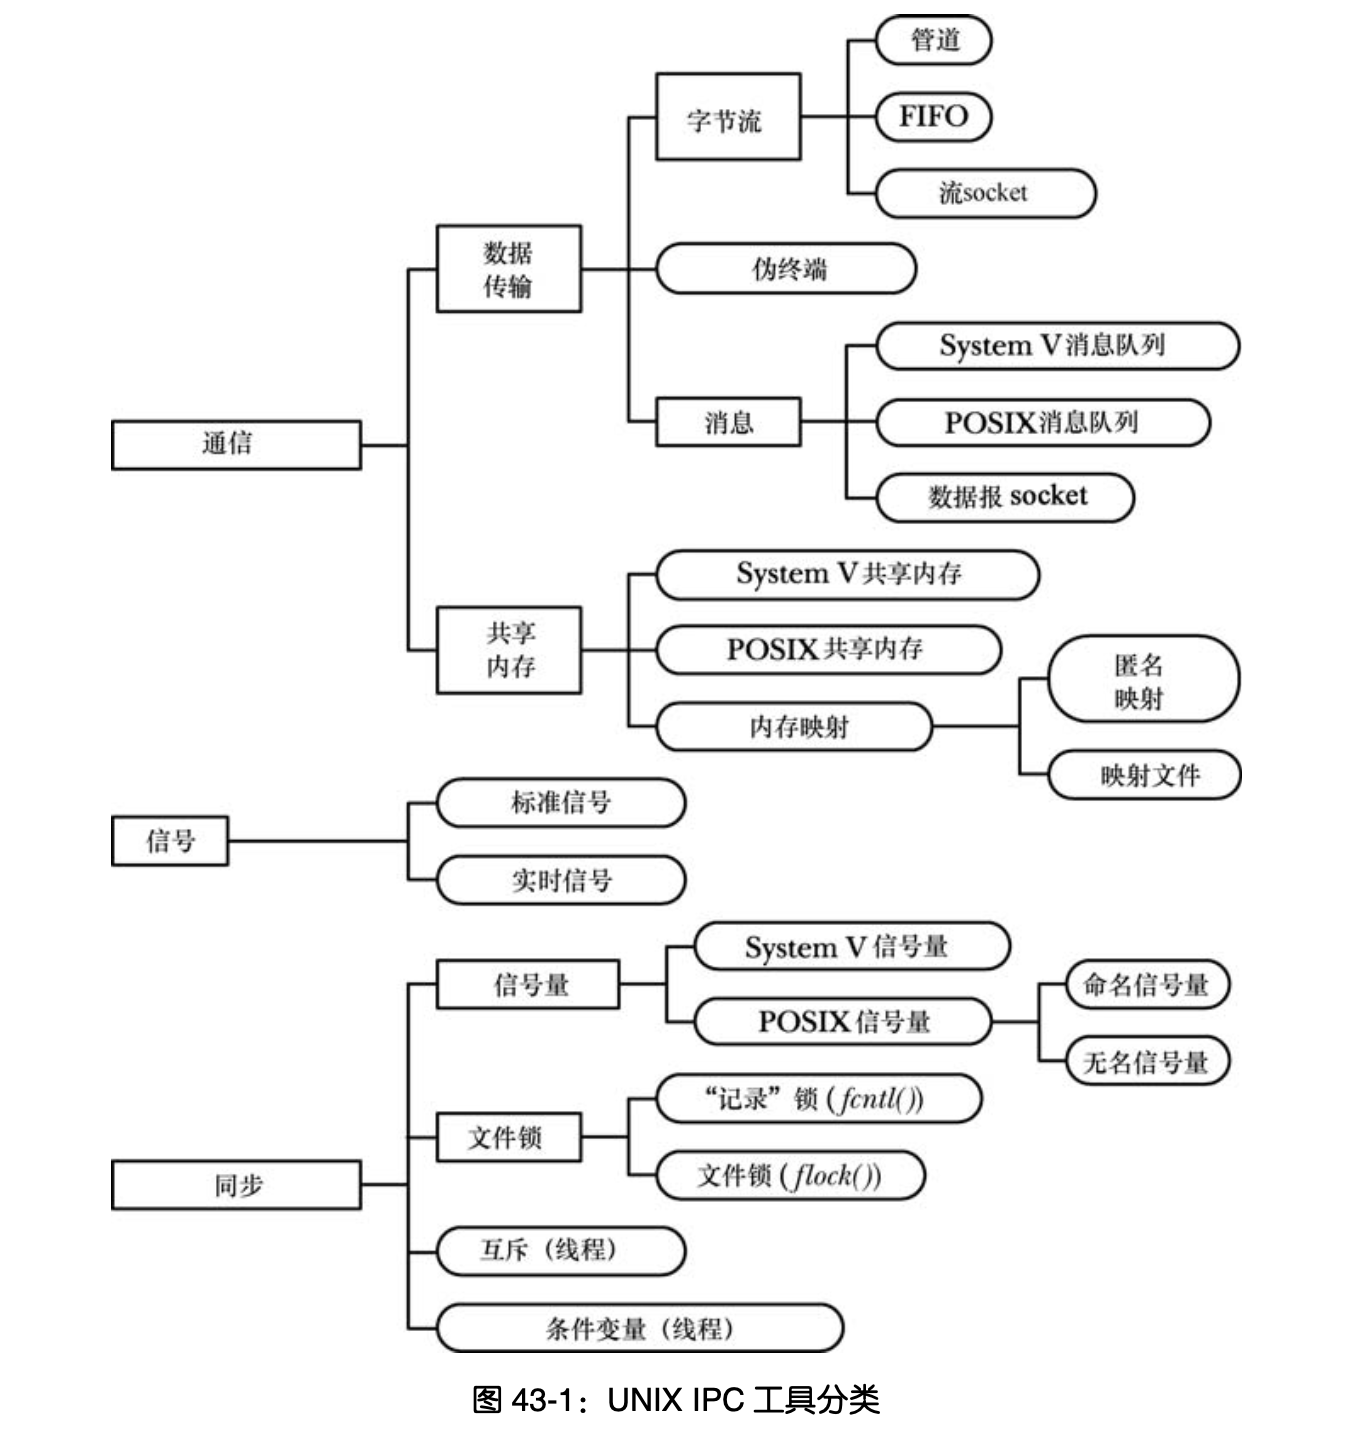 管道
字节流
FIFO
流socket
数据
传输
伪终端
System V消息队列
消息
POSIX消息队列
数据报 socket
通信
共享
内存
System V共享内存
POSIX共享内存
内存映射
匿名
映射
映射文件
信号
标准信号
实时信号
信号量
System V信号量
POSIX信号量
命名信号量
无名信号量
同步
文件锁
“记录”锁(fcntl())
文件锁(flock())
互斥（线程）
条件变量（线程）
图 43-1：UNIX IPC 工具分类